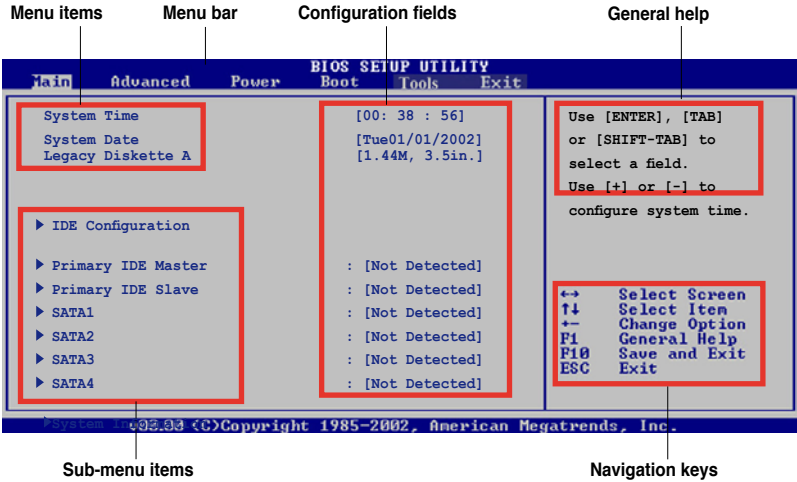 Menu items Menu bar Configuration fields General help
BIOS SETUP UTILITY
Main Advanced Power Boot Tools Exit
System Time [00: 38 : 56]
System Date [Tue01/01/2002]
Legacy Diskette A [1.44M, 3.5in.]
IDE Configuration
Primary IDE Master : [Not Detected]
Primary IDE Slave : [Not Detected]
SATA1 : [Not Detected]
SATA2 : [Not Detected]
SATA3 : [Not Detected]
SATA4 : [Not Detected]
Use [ENTER], [TAB]
or [SHIFT-TAB] to
select a field.
Use [+] or [-] to
configure system time.
←→ Select Screen
↑↓ Select Item
+- Change Option
F1 General Help
F10 Save and Exit
ESC Exit
System
(C)Copyright 1985-2002, American Megatrends, Inc.
Sub-menu items Navigation keys